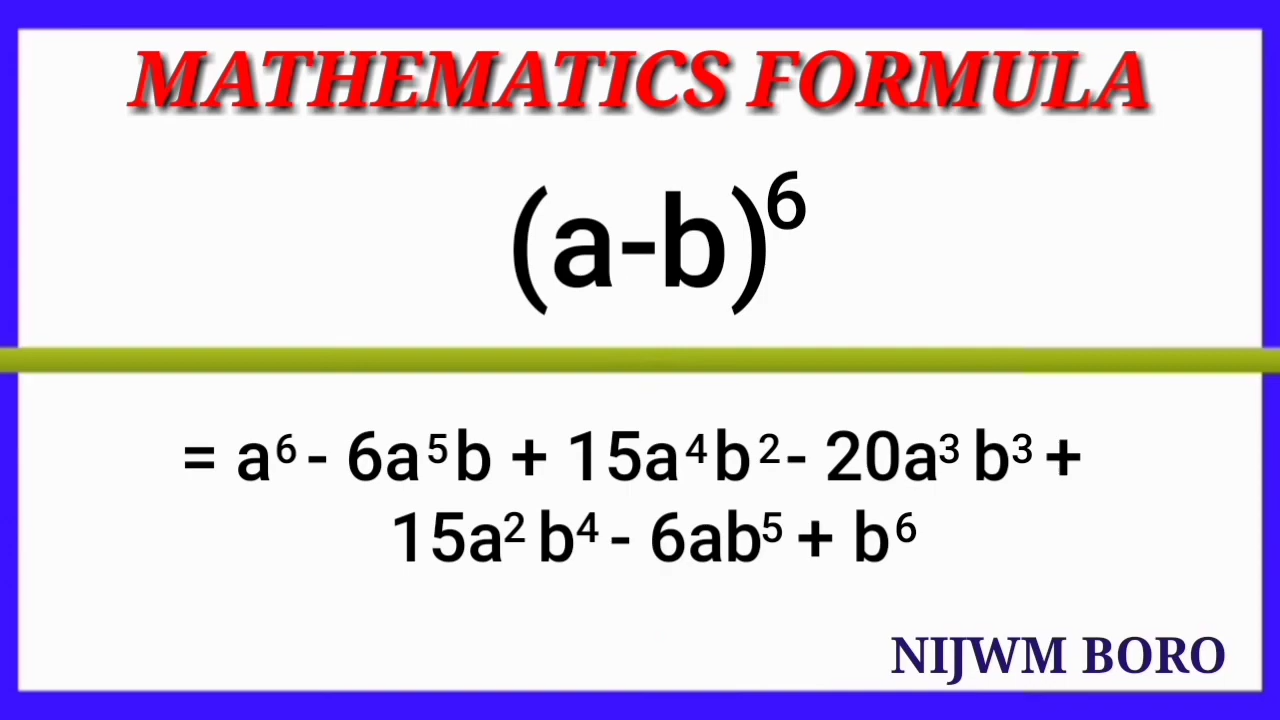 MATHEMATICS FORMULA
(a-b)⁶
= a⁶ - 6a⁵b + 15a⁴b² - 20a³b³ +
15a²b⁴ - 6ab⁵ + b⁶
NIJWM BORO